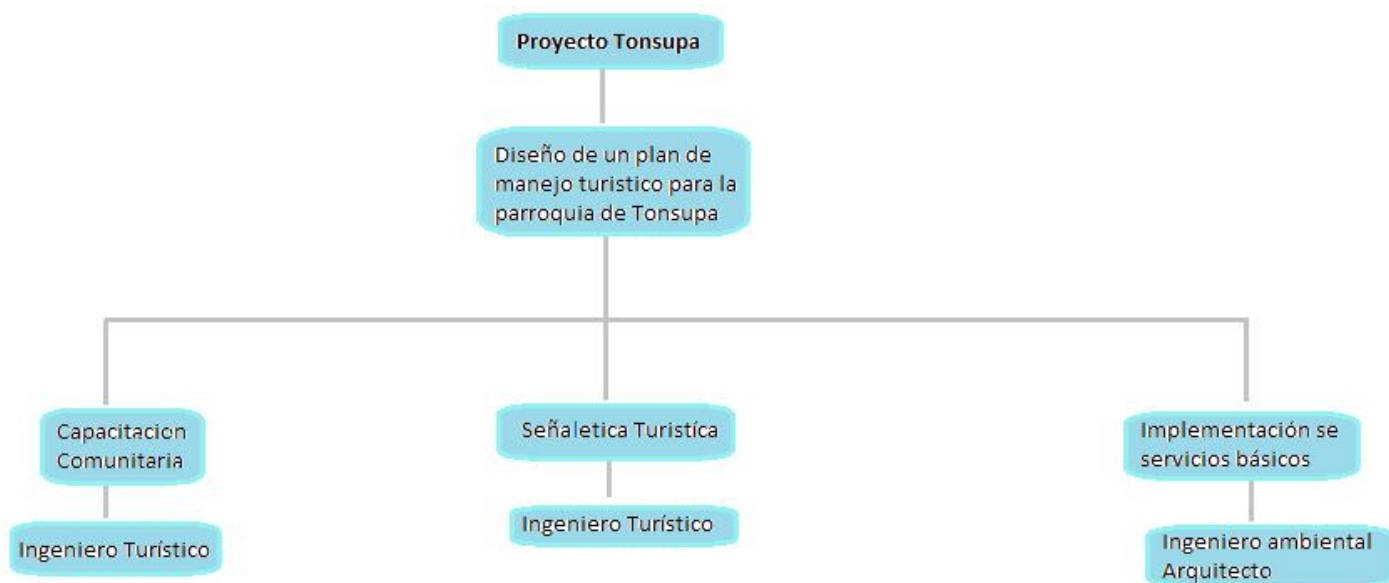 Proyecto Tonsupa
Diseño de un plan de
manejo turistico para la
parroquia de Tonsupa
Capacitacion
Comunitaria
Señaletica Turistíca
Implementación se
servicios básicos
Ingeniero Turístico
Ingeniero Turístico
Ingeniero ambiental
Arquitecto